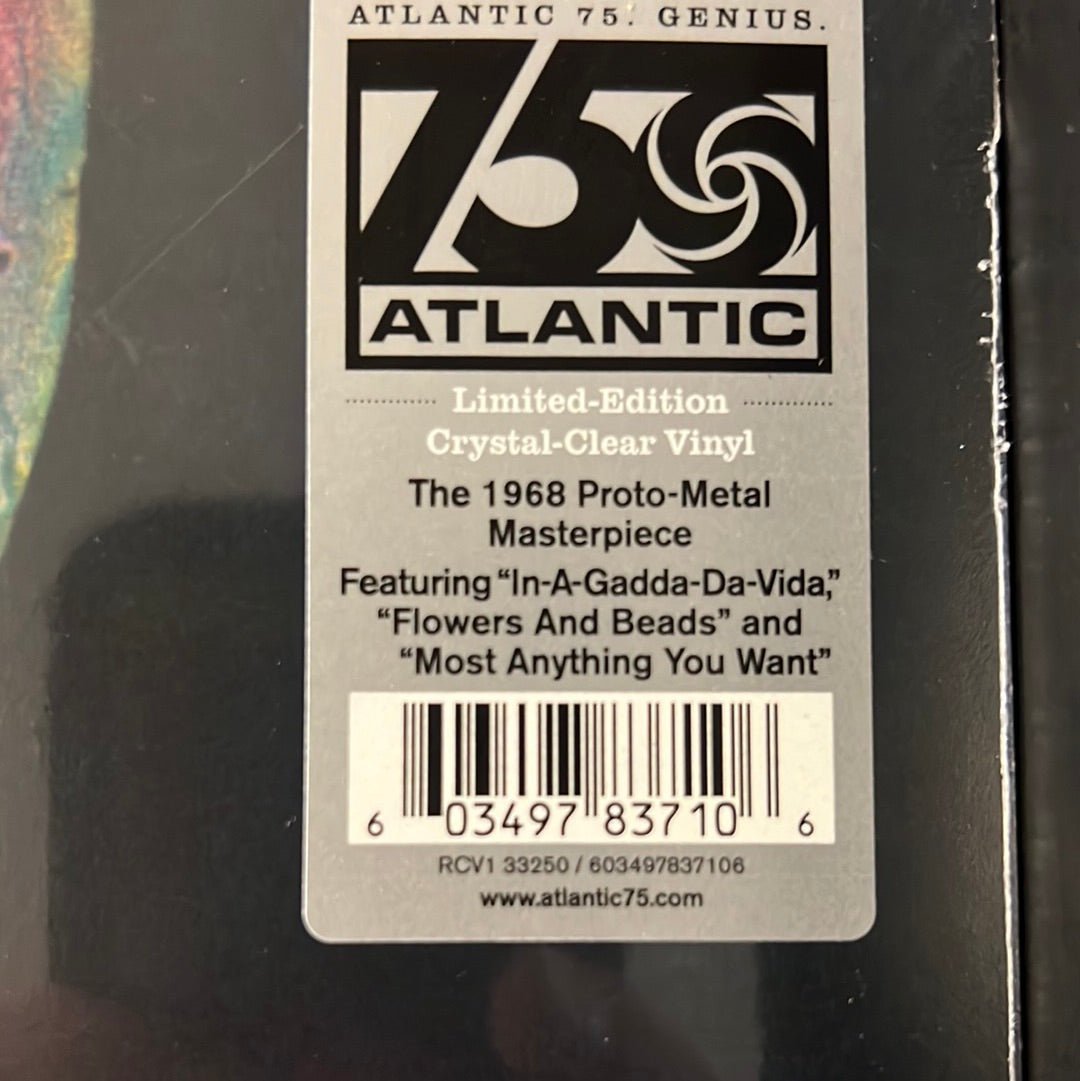 ATLANTIC 75. GENIUS.
75
ATLANTIC
Limited-Edition
Crystal-Clear Vinyl
The 1968 Proto-Metal
Masterpiece
Featuring “In-A-Gadda-Da-Vida,”
“Flowers And Beads” and
“Most Anything You Want”
6 03497 83710 6
RCV1 33250 / 603497837106
www.atlantic75.com